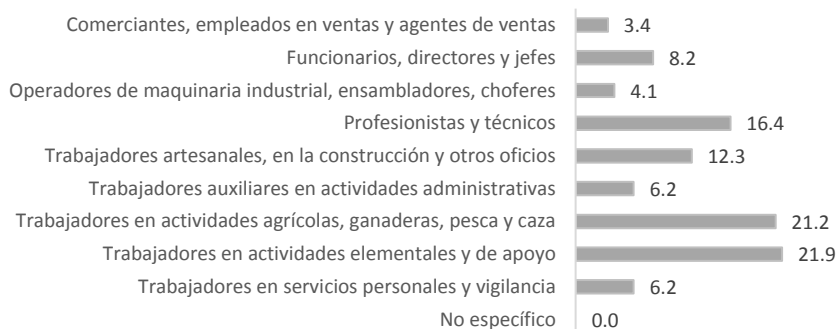 Comerciantes, empleados en ventas y agentes de ventas 3.4
Funcionarios, directores y jefes 8.2
Operadores de maquinaria industrial, ensambladores, choferes 4.1
Profesionistas y técnicos 16.4
Trabajadores artesanales, en la construcción y otros oficios 12.3
Trabajadores auxiliares en actividades administrativas 6.2
Trabajadores en actividades agrícolas, ganaderas, pesca y caza 21.2
Trabajadores en actividades elementales y de apoyo 21.9
Trabajadores en servicios personales y vigilancia 6.2
No específico 0.0